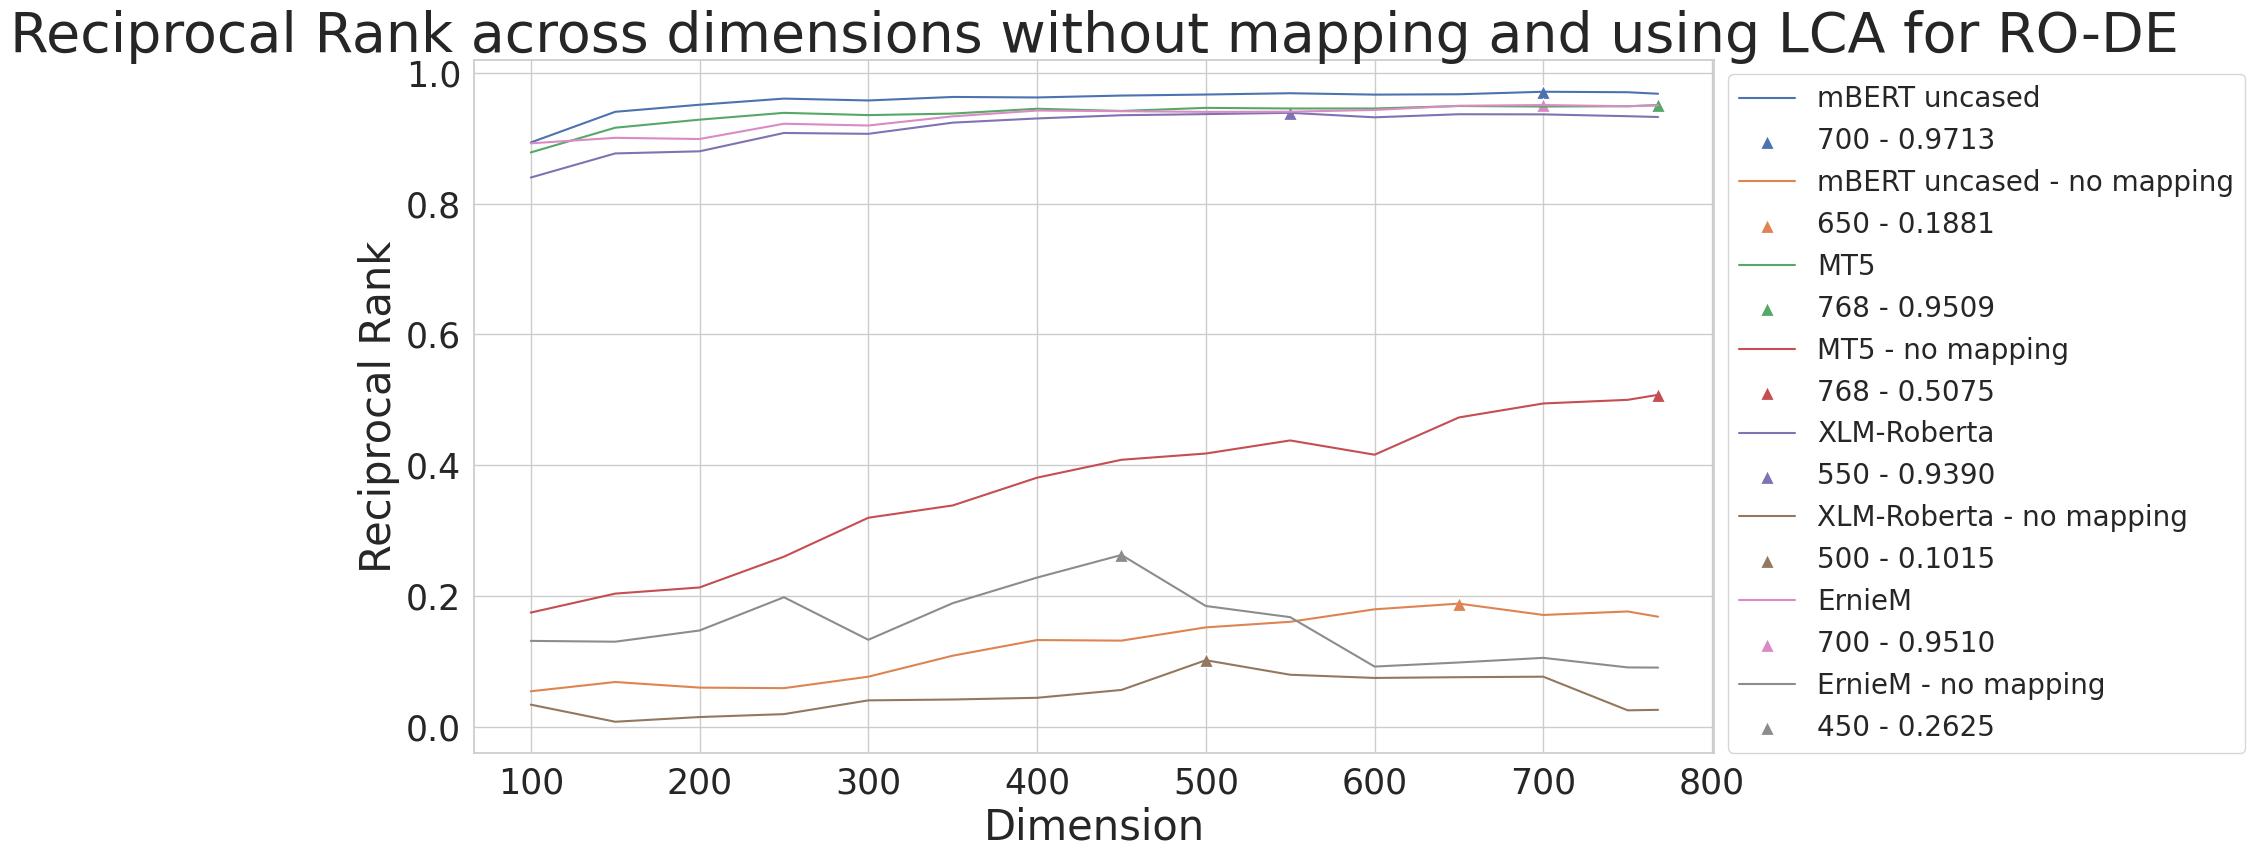 Reciprocal Rank across dimensions without mapping and using LCA for RO-DE
1.0
0.8
0.6
0.4
0.2
0.0
Reciprocal Rank
100 200 300 400 500 600 700 800
Dimension
mBERT uncased
700 - 0.9713
mBERT uncased - no mapping
650 - 0.1881
MT5
768 - 0.9509
MT5 - no mapping
768 - 0.5075
XLM-Roberta
550 - 0.9390
XLM-Roberta - no mapping
500 - 0.1015
ErnieM
700 - 0.9510
ErnieM - no mapping
450 - 0.2625